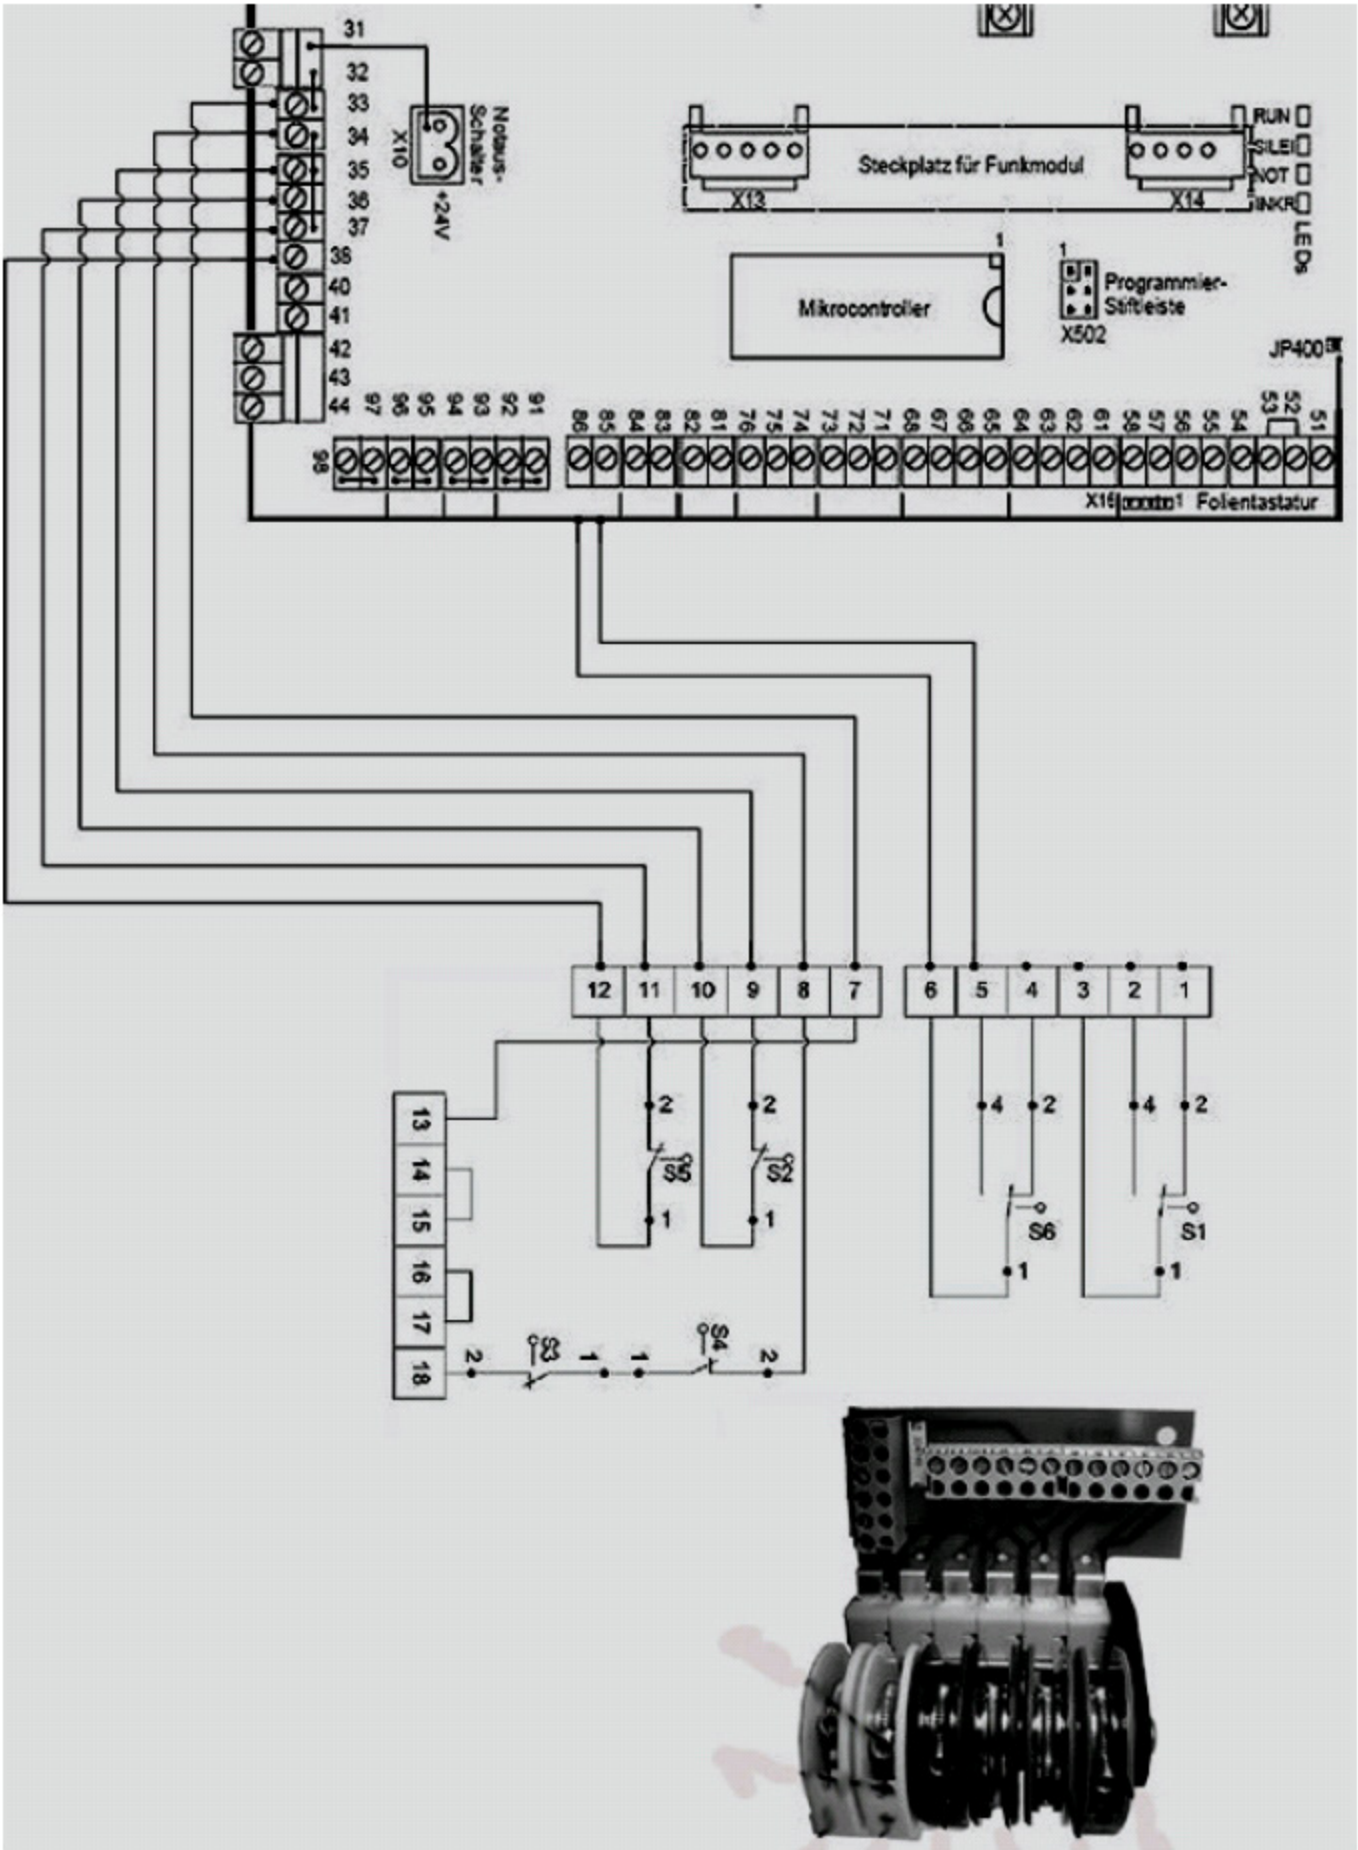 31
32
33
34
35
36
37
38
40
41
42
43
44
X10
Notaus-
Schalter
+24V
X13
Steckplatz für Funkmodul
X14
RUN
NOT
INKR
LEDs
Mikrocontroller
1
1
Programmier-
Stiftleiste
X502
JP400
98 97 96 95 94 93 92 91
86 85 84 83 82 81 76 75 74 73 72 71 68 67 66 65 64 63 62 61 58 57 56 55 54 53 52 51
1 Folientastatur
12 11 10 9 8 7 6 5 4 3 2 1
2 2 4 2 4 2
S2
1 1
S6 S1
1 1
13
14
15
16
17
18
2 S3 1 1 S4 2